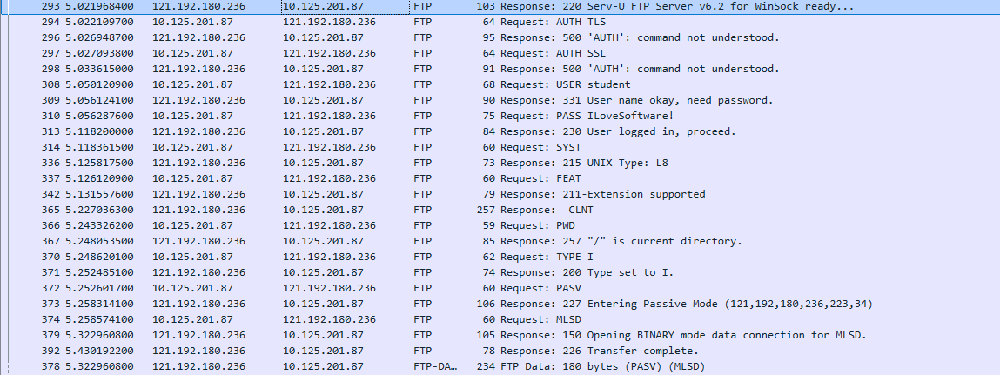 293 5.021968400 121.192.180.236 10.125.201.87 FTP 103 Response: 220 Serv-U FTP Server v6.2 for WinSock ready...
294 5.022109700 10.125.201.87 121.192.180.236 FTP 64 Request: AUTH TLS
296 5.026948700 121.192.180.236 10.125.201.87 FTP 95 Response: 500 'AUTH': command not understood.
297 5.027093800 10.125.201.87 121.192.180.236 FTP 64 Request: AUTH SSL
298 5.033615000 121.192.180.236 10.125.201.87 FTP 91 Response: 500 'AUTH': command not understood.
308 5.050120900 10.125.201.87 121.192.180.236 FTP 68 Request: USER student
309 5.056124100 121.192.180.236 10.125.201.87 FTP 90 Response: 331 User name okay, need password.
310 5.056287600 10.125.201.87 121.192.180.236 FTP 75 Request: PASS ILoveSoftware!
313 5.118200000 121.192.180.236 10.125.201.87 FTP 84 Response: 230 User logged in, proceed.
314 5.118361500 10.125.201.87 121.192.180.236 FTP 60 Request: SYST
336 5.125817500 121.192.180.236 10.125.201.87 FTP 73 Response: 215 UNIX Type: L8
337 5.126120900 10.125.201.87 121.192.180.236 FTP 60 Request: FEAT
342 5.131557600 121.192.180.236 10.125.201.87 FTP 79 Response: 211-Extension supported
365 5.227036300 121.192.180.236 10.125.201.87 FTP 257 Response:  CLNT
366 5.243326200 10.125.201.87 121.192.180.236 FTP 59 Request: PWD
367 5.248053500 121.192.180.236 10.125.201.87 FTP 85 Response: 257 "/" is current directory.
370 5.248620100 10.125.201.87 121.192.180.236 FTP 62 Request: TYPE I
371 5.252485100 121.192.180.236 10.125.201.87 FTP 74 Response: 200 Type set to I.
372 5.252601700 10.125.201.87 121.192.180.236 FTP 60 Request: PASV
373 5.258314100 121.192.180.236 10.125.201.87 FTP 106 Response: 227 Entering Passive Mode (121,192,180,236,223,34)
374 5.258574100 10.125.201.87 121.192.180.236 FTP 60 Request: MLSD
379 5.322960800 121.192.180.236 10.125.201.87 FTP 105 Response: 150 Opening BINARY mode data connection for MLSD.
392 5.430192200 121.192.180.236 10.125.201.87 FTP 78 Response: 226 Transfer complete.
378 5.322960800 121.192.180.236 10.125.201.87 FTP-DA… 234 FTP Data: 180 bytes (PASV) (MLSD)